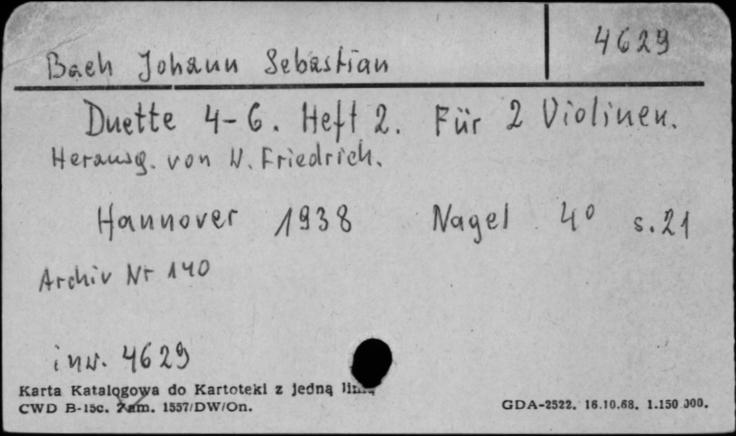 4629
Bach Johann Sebastian
Duette 4-6. Heft 2. Für 2 Violinen.
Herausg. von W. Friedrich.
Hannover 1938 Nagel 4° s. 21
Archiv Nr 140
inw. 4629
Karta Katalogowa do Kartoteki z jedną linią
CWD B-15c. Zam. 1557/DW/On.
GDA-2522. 16.10.68. 1.150.000.